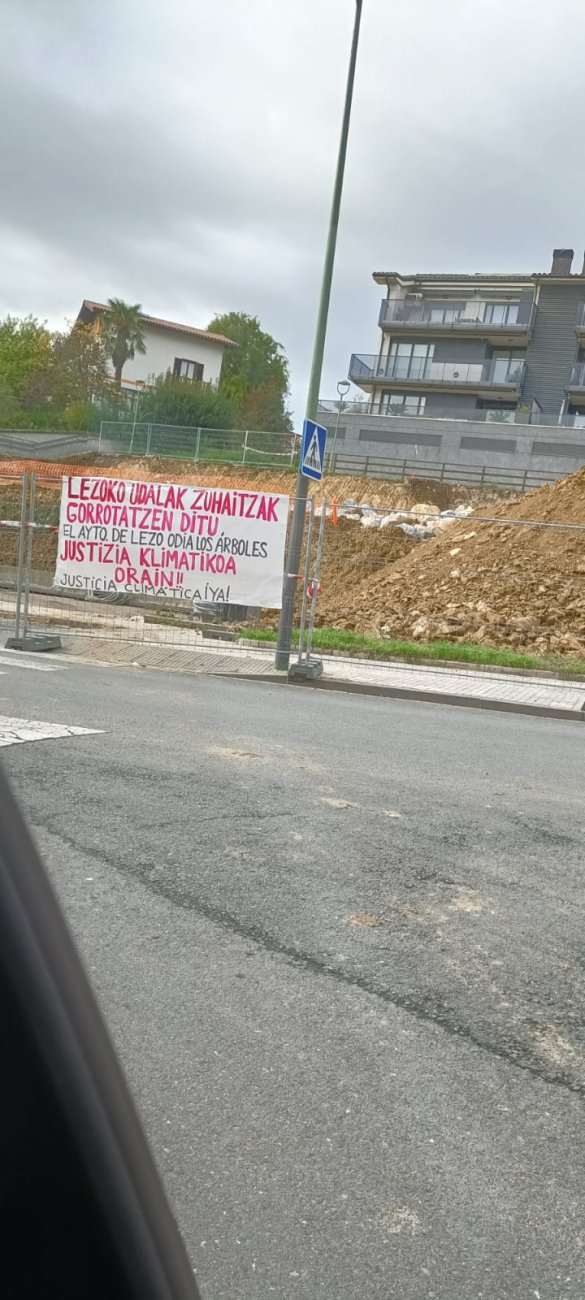 LEZOKO UDALAK ZUHAITZAK
GORROTATZEN DITU
EL AYTO. DE LEZO ODIA LOS ÁRBOLES
JUSTIZIA KLIMATIKOA
ORAIN!!
JUSTICIA CLIMÁTICA ¡YA!